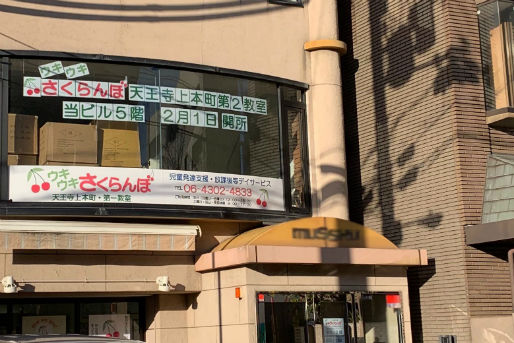 ウキウキ
さくらんぼ 天王寺上本町第2教室
当ビル5階 2月1日開所
ウキウキ さくらんぼ
天王寺上本町・第一教室
児童発達支援・放課後等デイサービス
TEL 06-4302-4839